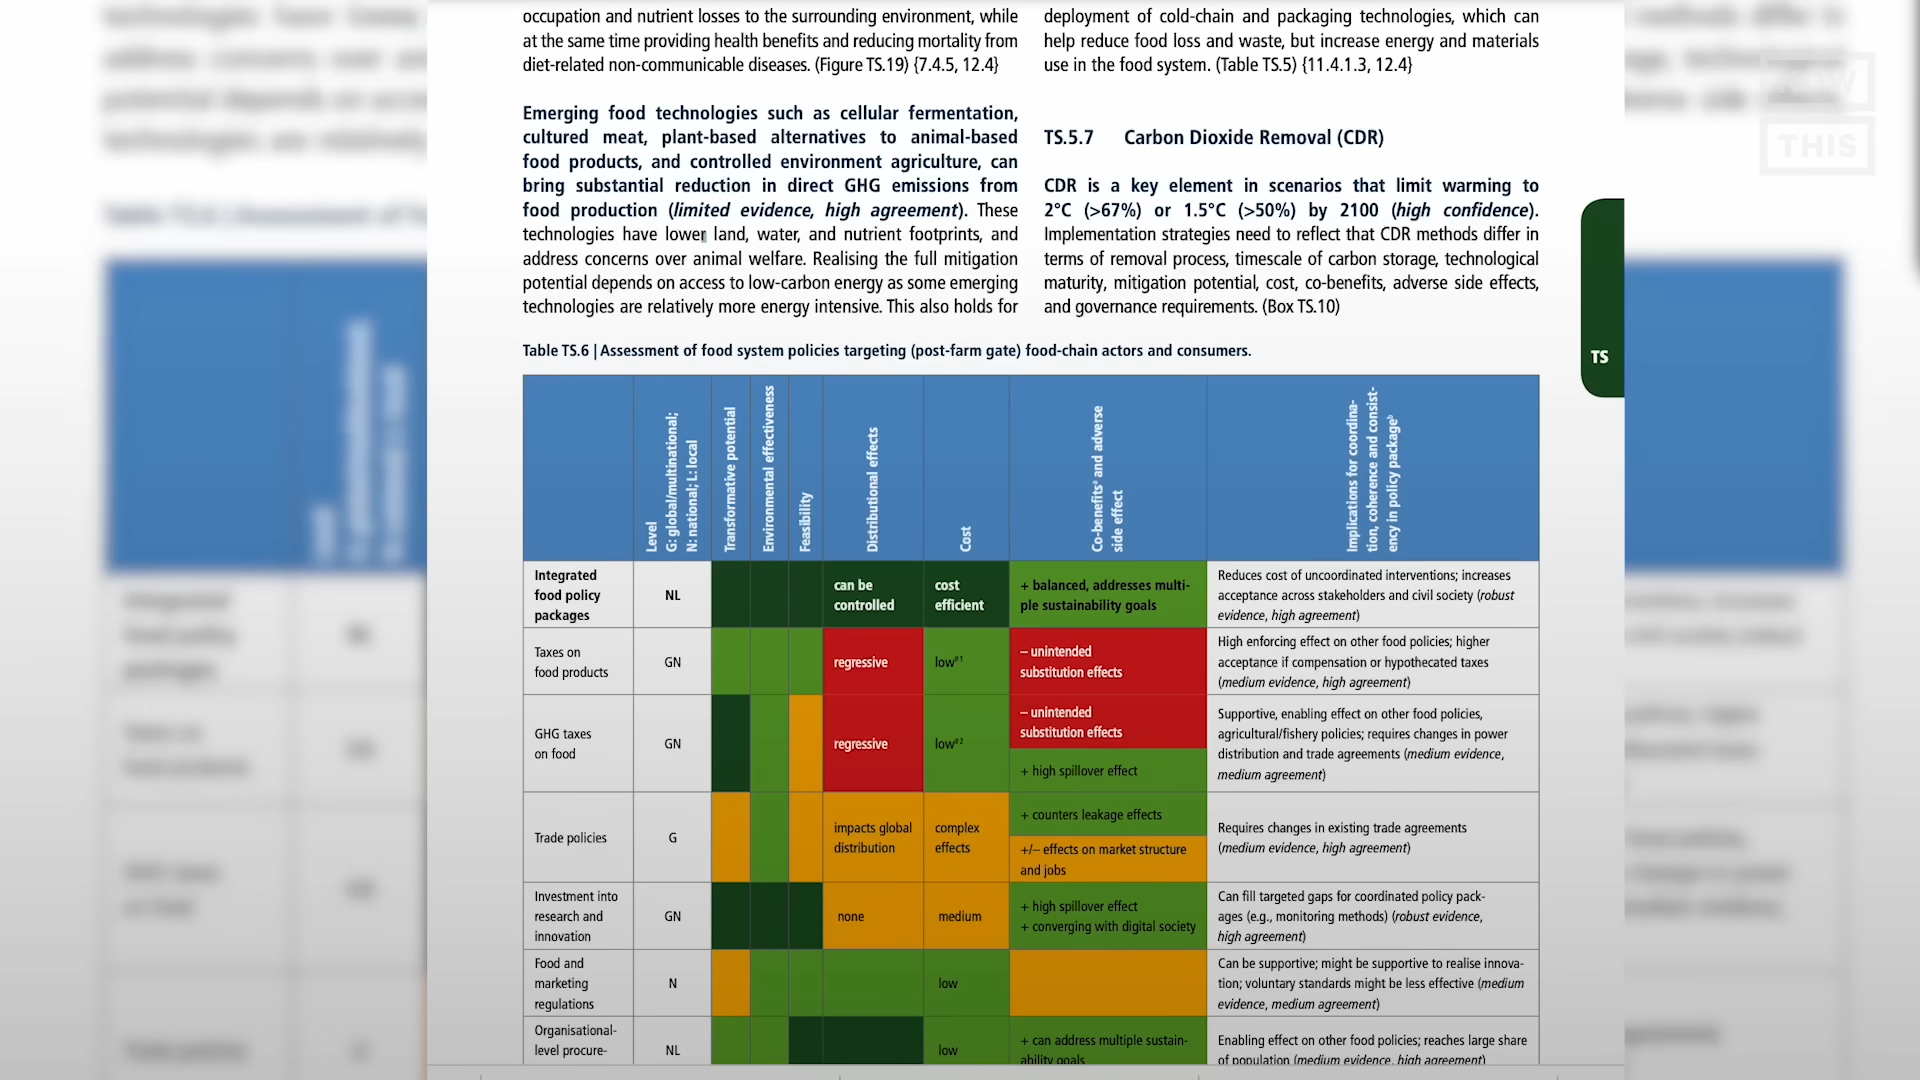 occupation and nutrient losses to the surrounding environment, while
at the same time providing health benefits and reducing mortality from
diet-related non-communicable diseases. (Figure TS.19) {7.4.5, 12.4}
Emerging food technologies such as cellular fermentation,
cultured meat, plant-based alternatives to animal-based
food products, and controlled environment agriculture, can
bring substantial reduction in direct GHG emissions from
food production (limited evidence, high agreement). These
technologies have lower land, water, and nutrient footprints, and
address concerns over animal welfare. Realising the full mitigation
potential depends on access to low-carbon energy as some emerging
technologies are relatively more energy intensive. This also holds for
deployment of cold-chain and packaging technologies, which can
help reduce food loss and waste, but increase energy and materials
use in the food system. (Table TS.5) {11.4.1.3, 12.4}
TS.5.7 Carbon Dioxide Removal (CDR)
CDR is a key element in scenarios that limit warming to
2°C (>67%) or 1.5°C (>50%) by 2100 (high confidence).
Implementation strategies need to reflect that CDR methods differ in
terms of removal process, timescale of carbon storage, technological
maturity, mitigation potential, cost, co-benefits, adverse side effects,
and governance requirements. (Box TS.10)
THIS
TS
Table TS.6 | Assessment of food system policies targeting (post-farm gate) food-chain actors and consumers.
Level
G: global/multinational;
N: national; L: local
Transformative potential
Environmental effectiveness
Feasibility
Distributional effects
Cost
Co-benefitsᵃ and adverse
side effect
Implications for coordina-
tion, coherence and consist-
ency in policy packageᵇ
Integrated
food policy
packages
NL
can be
controlled
cost
efficient
+ balanced, addresses multi-
ple sustainability goals
Reduces cost of uncoordinated interventions; increases
acceptance across stakeholders and civil society (robust
evidence, high agreement)
Taxes on
food products
GN
regressive
low#1
– unintended
substitution effects
High enforcing effect on other food policies; higher
acceptance if compensation or hypothecated taxes
(medium evidence, high agreement)
GHG taxes
on food
GN
regressive
low#2
– unintended
substitution effects
+ high spillover effect
Supportive, enabling effect on other food policies,
agricultural/fishery policies; requires changes in power
distribution and trade agreements (medium evidence,
medium agreement)
Trade policies
G
impacts global
distribution
complex
effects
+ counters leakage effects
+/– effects on market structure
and jobs
Requires changes in existing trade agreements
(medium evidence, high agreement)
Investment into
research and
innovation
GN
none
medium
+ high spillover effect
+ converging with digital society
Can fill targeted gaps for coordinated policy pack-
ages (e.g., monitoring methods) (robust evidence,
high agreement)
Food and
marketing
regulations
N
low
Can be supportive; might be supportive to realise innova-
tion; voluntary standards might be less effective (medium
evidence, medium agreement)
Organisational-
level procure-
NL
low
+ can address multiple sustain-
ability goals
Enabling effect on other food policies; reaches large share
of population (medium evidence, high agreement)